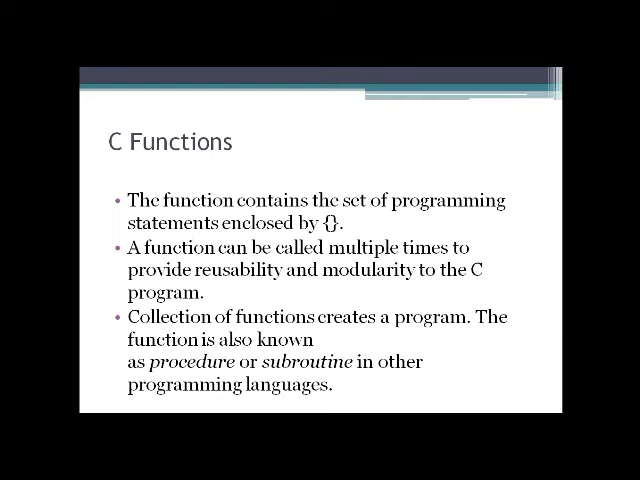 C Functions
• The function contains the set of programming
statements enclosed by {}.
• A function can be called multiple times to
provide reusability and modularity to the C
program.
• Collection of functions creates a program. The
function is also known
as procedure or subroutine in other
programming languages.